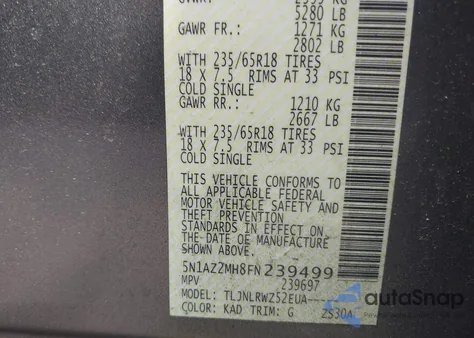 5280 LB
GAWR FR.: 1271 KG
2802 LB
WITH 235/65R18 TIRES
18 X 7.5 RIMS AT 33 PSI
COLD SINGLE
GAWR RR.: 1210 KG
2667 LB
WITH 235/65R18 TIRES
18 X 7.5 RIMS AT 33 PSI
COLD SINGLE
THIS VEHICLE CONFORMS TO
ALL APPLICABLE FEDERAL
MOTOR VEHICLE SAFETY AND
THEFT PREVENTION
STANDARDS IN EFFECT ON
THE DATE OF MANUFACTURE
SHOWN ABOVE.
5N1AZ2MH8FN239499
MPV 239697
MODEL: TLJNLRWZ52EUA-----
COLOR: KAD TRIM: G 2530A
autoSnap